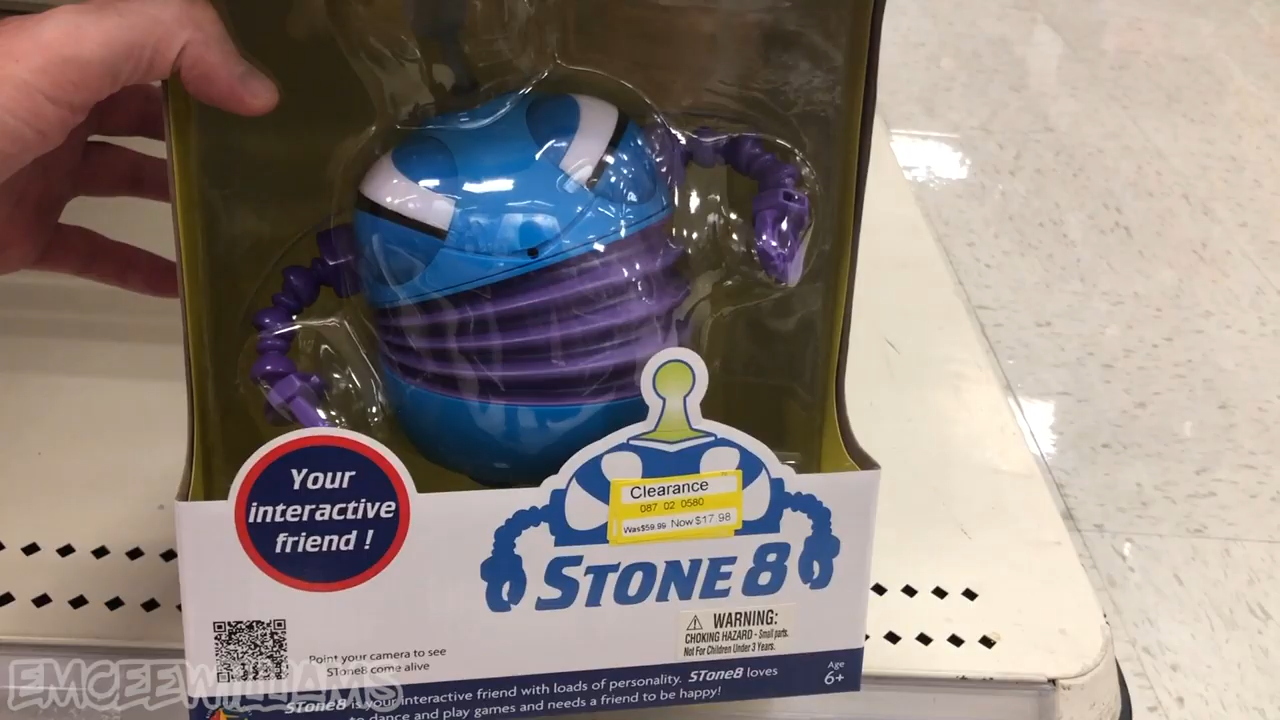 Your
interactive
friend !
Clearance
087 02 0580
Was $59.99 Now $17.98
STONE 8
WARNING:
CHOKING HAZARD - Small parts.
Not For Children Under 3 Years.
Point your camera to see
STone8 come alive
Age
6+
STone8 is your interactive friend with loads of personality. STone8 loves
to dance and play games and needs a friend to be happy!
EMCEEWILLIAMS